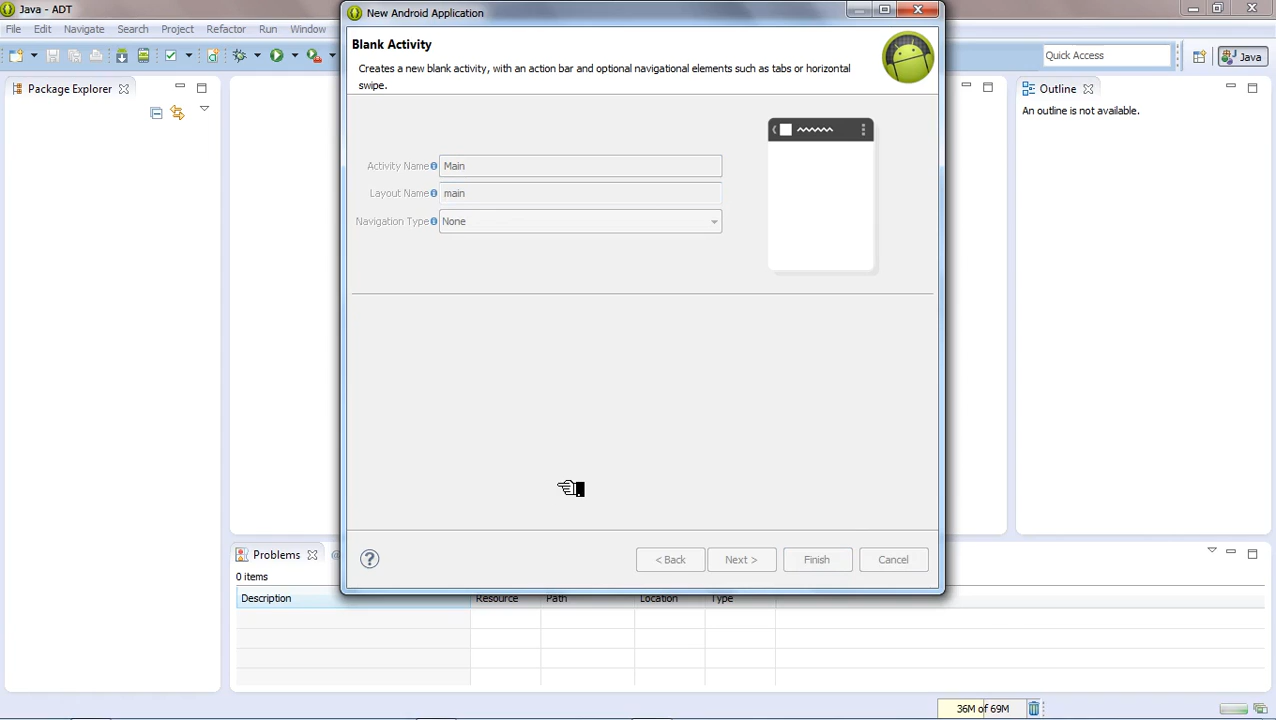 Java - ADT
New Android Application
File Edit Navigate Search Project Refactor Run Window
Blank Activity
Creates a new blank activity, with an action bar and optional navigational elements such as tabs or horizontal
swipe.
Quick Access
Java
Package Explorer
Outline
An outline is not available.
Activity Name Main
Layout Name main
Navigation Type None
?
< Back Next > Finish Cancel
Problems @
0 items
Description Resource Path Location Type
36M of 69M